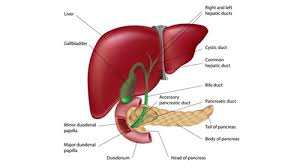 Liver
Right and left
hepatic ducts
Gallbladder
Cystic duct
Common
hepatic duct
Bile duct
Accessory
pancreatic duct
Pancreatic duct
Minor duodenal
papilla
Tail of pancreas
Body of pancreas
Major duodenal
papilla
Duodenum
Head of pancreas